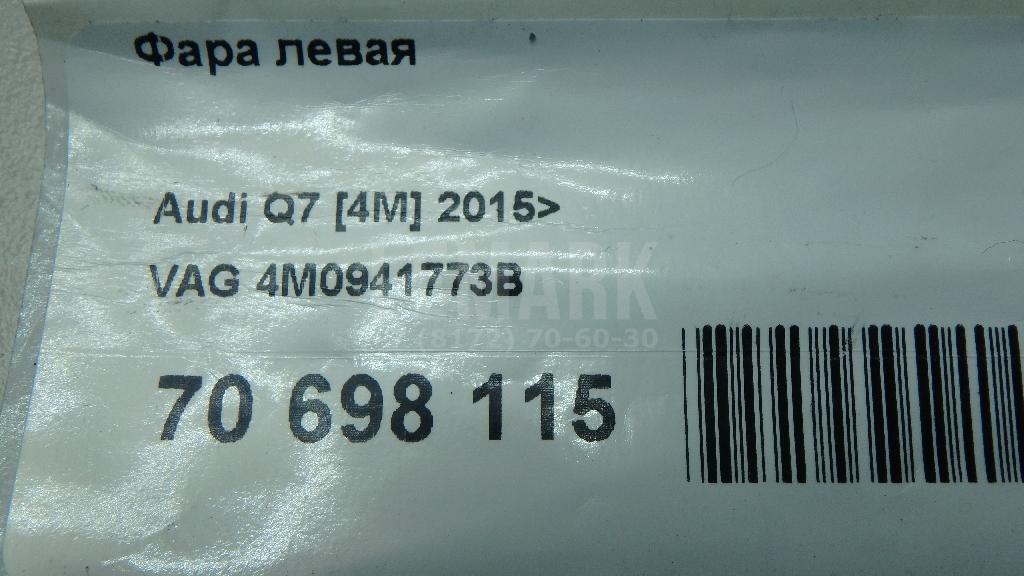 Фара левая
Audi Q7 [4M] 2015>
VAG 4M0941773B
(8172) 70-60-30
70 698 115